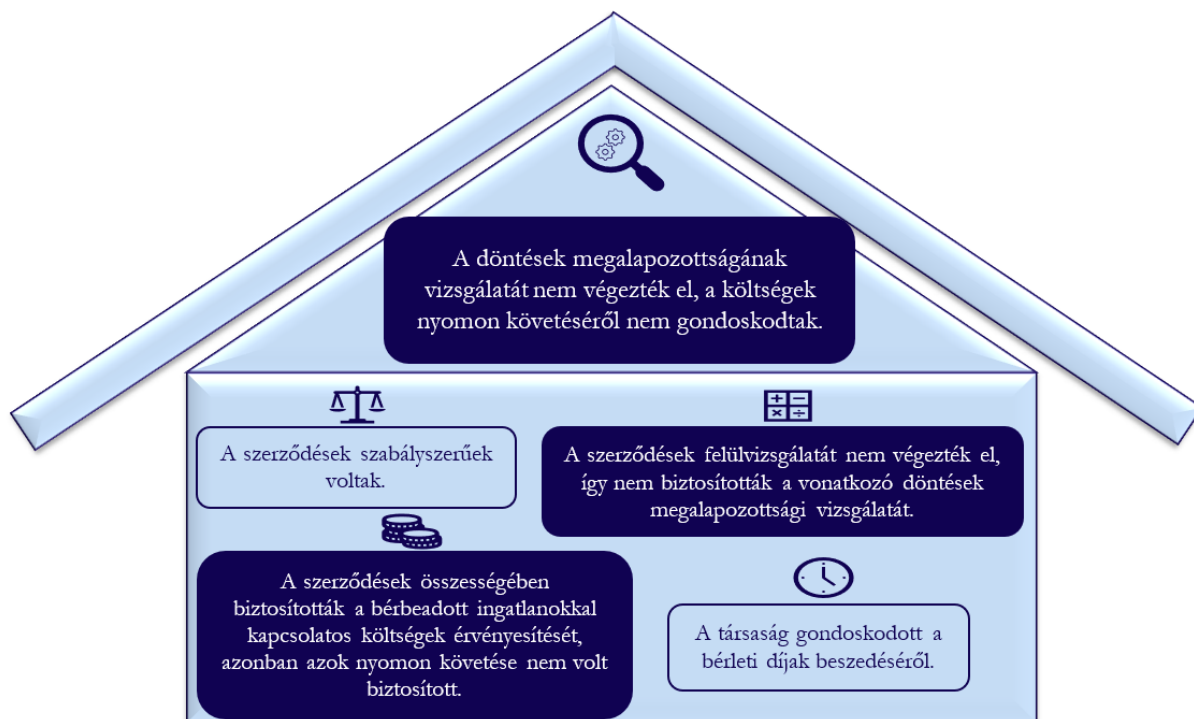 A döntések megalapozottságának
vizsgálatát nem végezték el, a költségek
nyomon követéséről nem gondoskodtak.
A szerződések szabályszerűek
voltak.
A szerződések felülvizsgálatát nem végezték el,
így nem biztosították a vonatkozó döntések
megalapozottsági vizsgálatát.
A szerződések összességében
biztosították a bérbeadott ingatlanokkal
kapcsolatos költségek érvényesítését,
azonban azok nyomon követése nem volt
biztosított.
A társaság gondoskodott a
bérleti díjak beszedéséről.